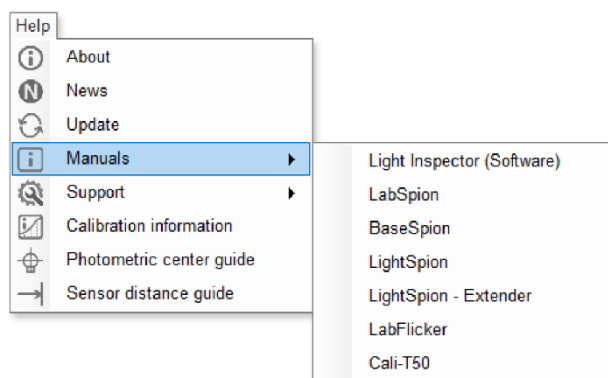 Help
About
News
Update
Manuals
Support
Calibration information
Photometric center guide
Sensor distance guide
Light Inspector (Software)
LabSpion
BaseSpion
LightSpion
LightSpion - Extender
LabFlicker
Cali-T50